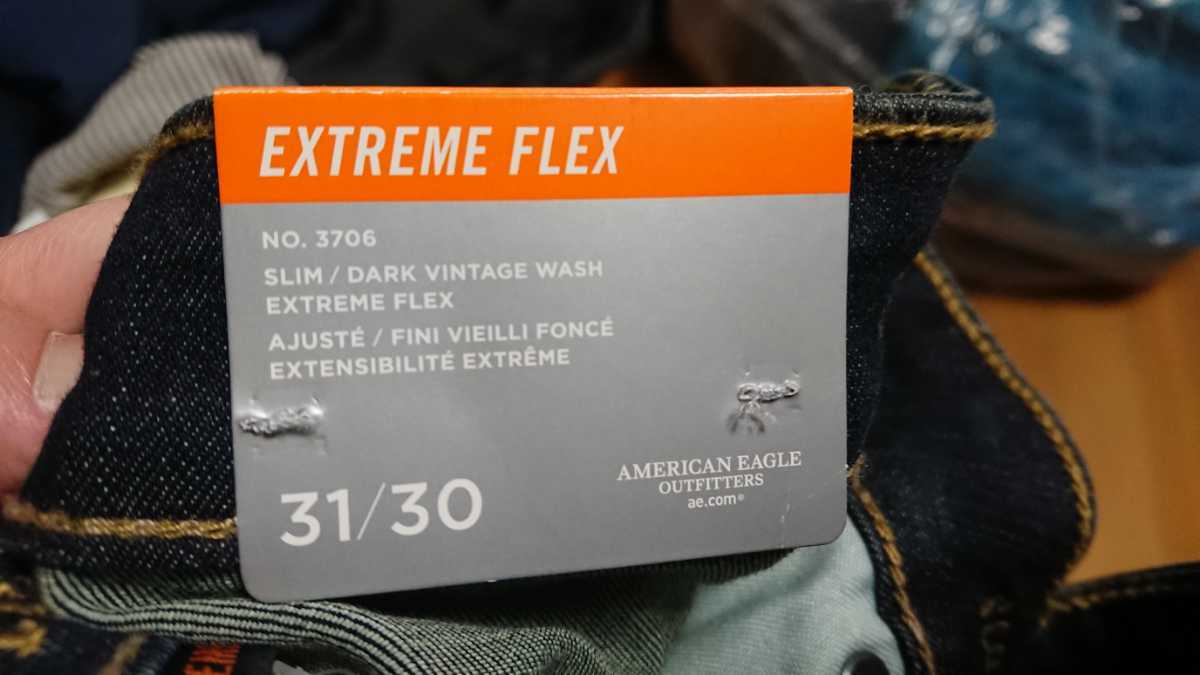 EXTREME FLEX
NO. 3706
SLIM / DARK VINTAGE WASH
EXTREME FLEX
AJUSTÉ / FINI VIEILLI FONCÉ
EXTENSIBILITÉ EXTRÊME
31/30
AMERICAN EAGLE
OUTFITTERS
ae.com®